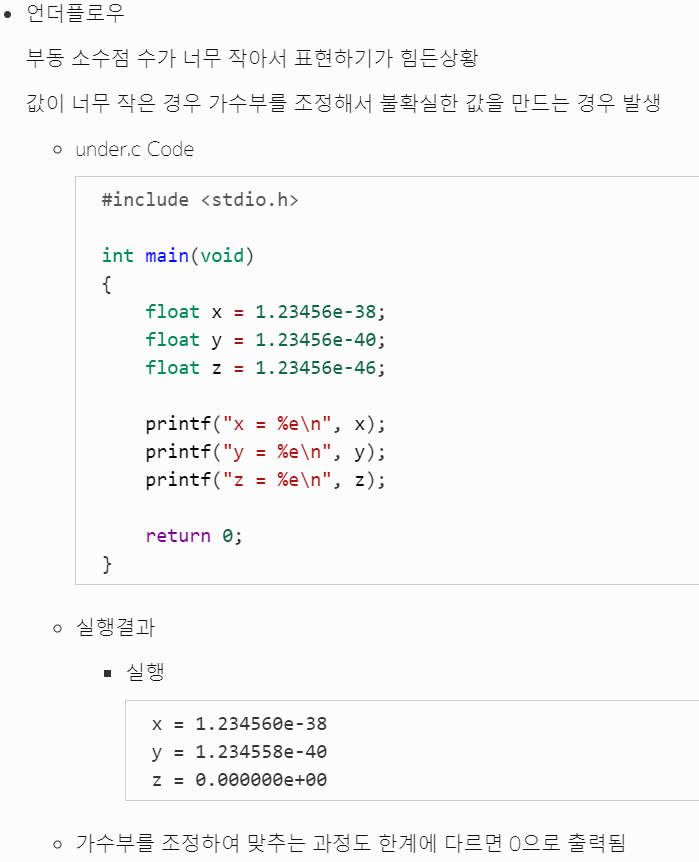 언더플로우
부동 소수점 수가 너무 작아서 표현하기가 힘든상황
값이 너무 작은 경우 가수부를 조정해서 불확실한 값을 만드는 경우 발생
under.c Code
#include <stdio.h>
int main(void)
{
    float x = 1.23456e-38;
    float y = 1.23456e-40;
    float z = 1.23456e-46;
    printf("x = %e\n", x);
    printf("y = %e\n", y);
    printf("z = %e\n", z);
    return 0;
}
실행결과
실행
x = 1.234560e-38
y = 1.234558e-40
z = 0.000000e+00
가수부를 조정하여 맞추는 과정도 한계에 다르면 0으로 출력됨